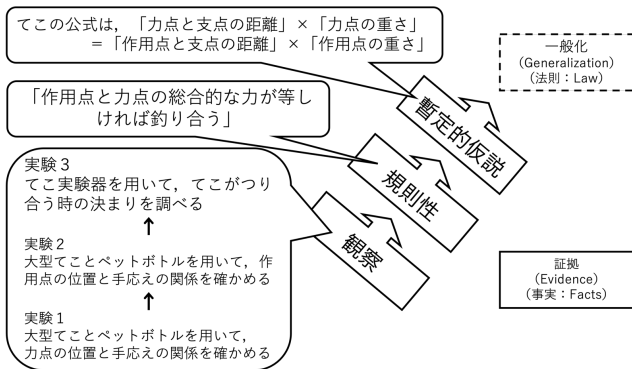 てこの公式は，「力点と支点の距離」×「力点の重さ」
＝「作用点と支点の距離」×「作用点の重さ」
一般化
(Generalization)
(法則：Law)
暫定的仮説
「作用点と力点の総合的な力が等し
ければ釣り合う」
規則性
実験３
てこ実験器を用いて，てこがつり
合う時の決まりを調べる
↑
実験２
大型てことペットボトルを用いて，作
用点の位置と手応えの関係を確かめる
↑
実験１
大型てことペットボトルを用いて，
力点の位置と手応えの関係を確かめる
観察
証拠
(Evidence)
(事実：Facts)